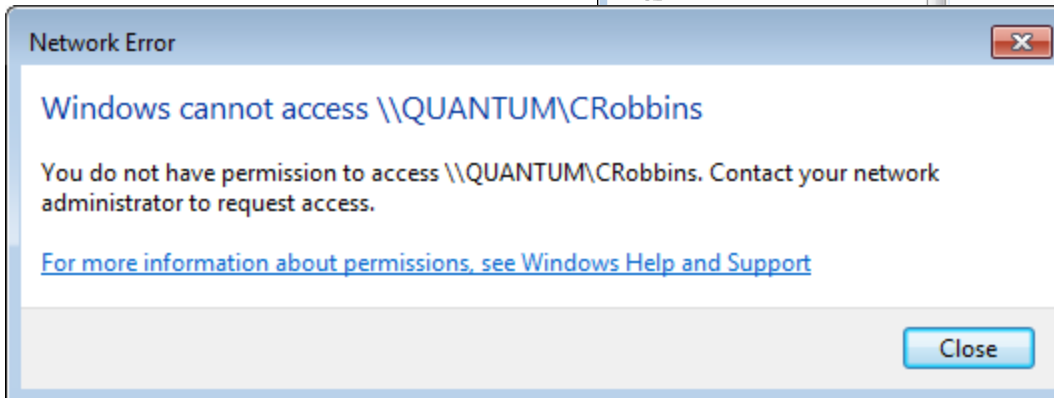 Network Error
Windows cannot access \\QUANTUM\CRobbins
You do not have permission to access \\QUANTUM\CRobbins. Contact your network
administrator to request access.
For more information about permissions, see Windows Help and Support
Close